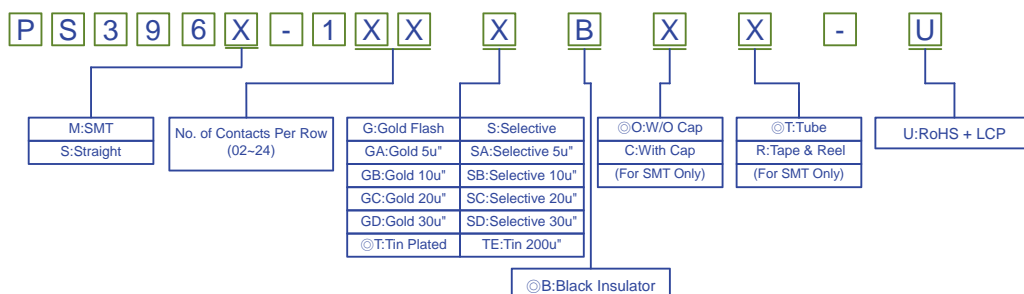 P S 3 9 6 X - 1 X X X B X X - U
M:SMT
S:Straight
No. of Contacts Per Row
(02~24)
G:Gold Flash S:Selective
GA:Gold 5u" SA:Selective 5u"
GB:Gold 10u" SB:Selective 10u"
GC:Gold 20u" SC:Selective 20u"
GD:Gold 30u" SD:Selective 30u"
◎T:Tin Plated TE:Tin 200u"
◎O:W/O Cap
C:With Cap
(For SMT Only)
◎T:Tube
R:Tape & Reel
(For SMT Only)
U:RoHS + LCP
◎B:Black Insulator